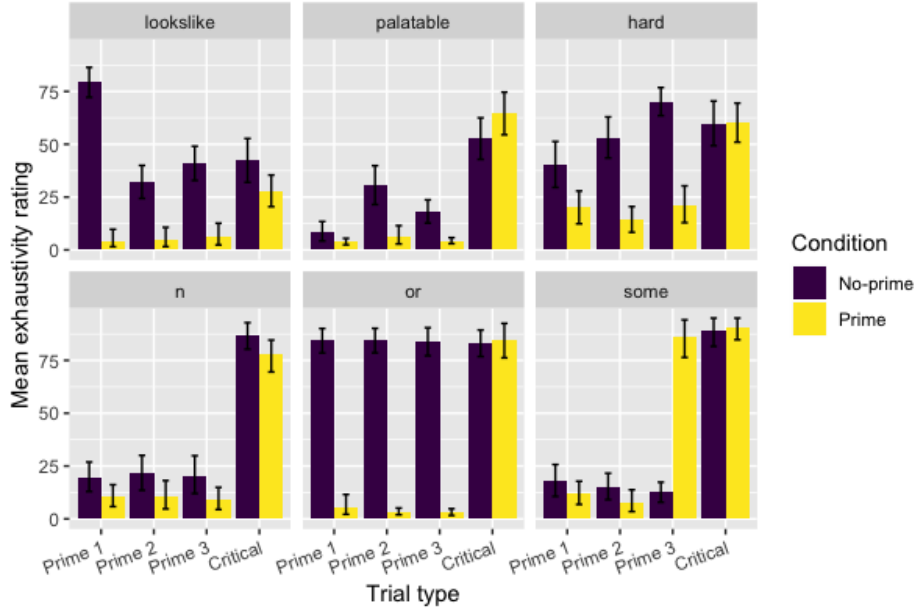 lookslike
palatable
hard
75
50
25
0
n
or
some
75
50
25
0
Prime 1
Prime 2
Prime 3
Critical
Prime 1
Prime 2
Prime 3
Critical
Prime 1
Prime 2
Prime 3
Critical
Trial type
Mean exhaustivity rating
Condition
No-prime
Prime